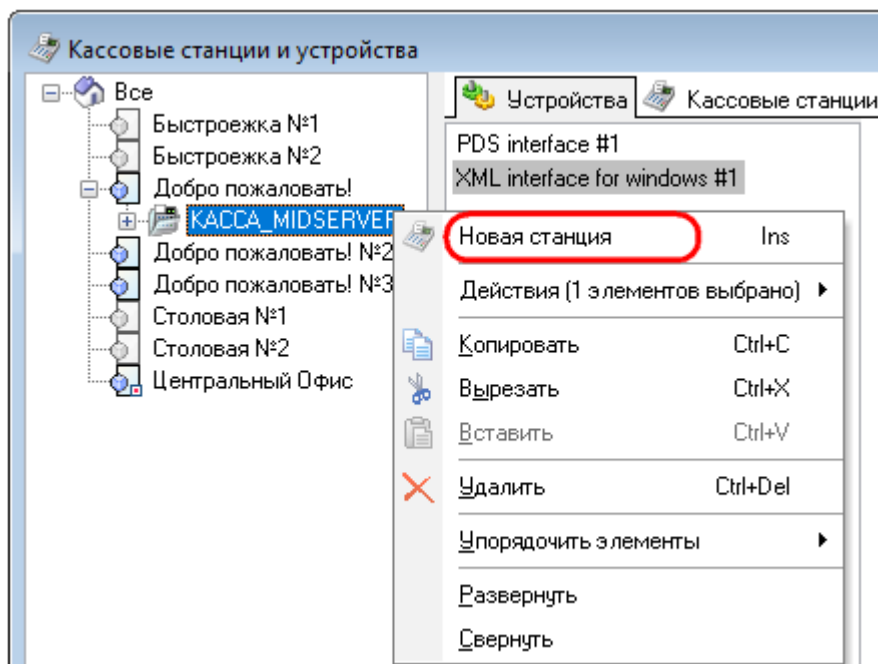 Кассовые станции и устройства
Все
Быстроежка №1
Быстроежка №2
Добро пожаловать!
KACCA_MIDSERVER
Добро пожаловать! №2
Добро пожаловать! №3
Столовая №1
Столовая №2
Центральный Офис
Устройства
Кассовые станции
PDS interface #1
XML interface for windows #1
Новая станция Ins
Действия (1 элементов выбрано)
Копировать Ctrl+C
Вырезать Ctrl+X
Вставить Ctrl+V
Удалить Ctrl+Del
Упорядочить элементы
Развернуть
Свернуть